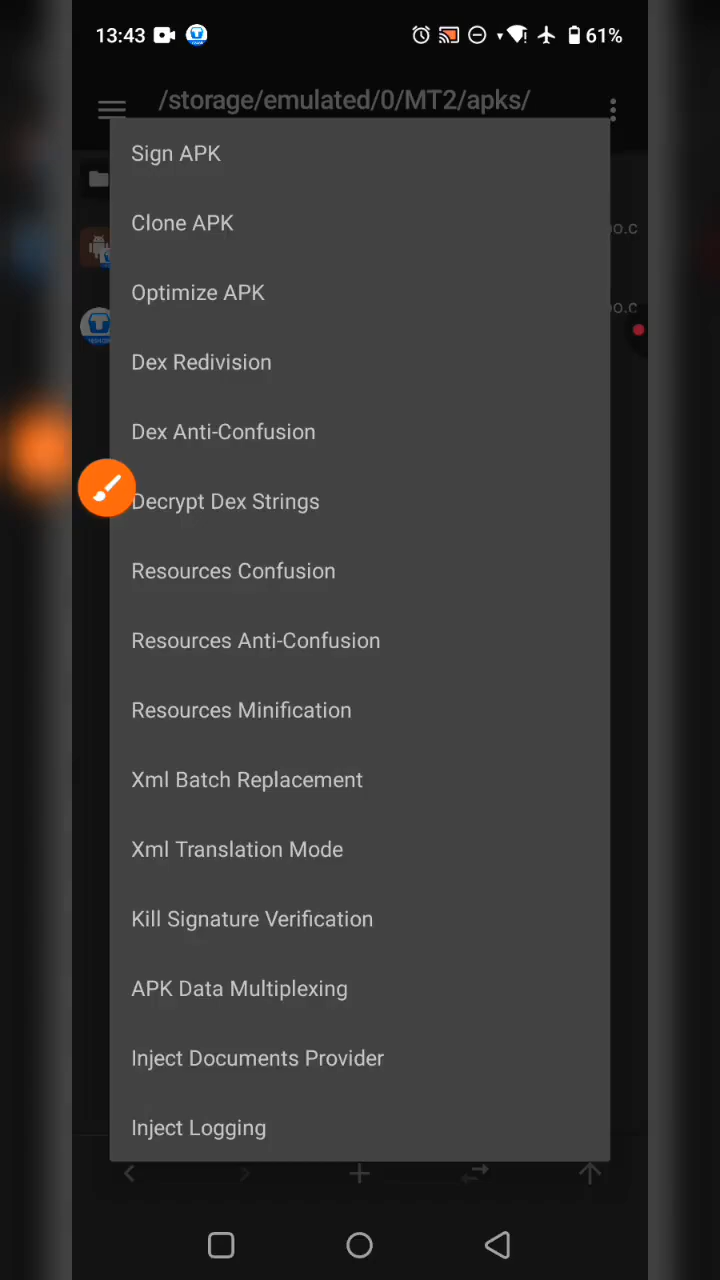 13:43
61%
/storage/emulated/0/MT2/apks/
Sign APK
Clone APK
o.c
Optimize APK
o.c
Dex Redivision
Dex Anti-Confusion
Decrypt Dex Strings
Resources Confusion
Resources Anti-Confusion
Resources Minification
Xml Batch Replacement
Xml Translation Mode
Kill Signature Verification
APK Data Multiplexing
Inject Documents Provider
Inject Logging